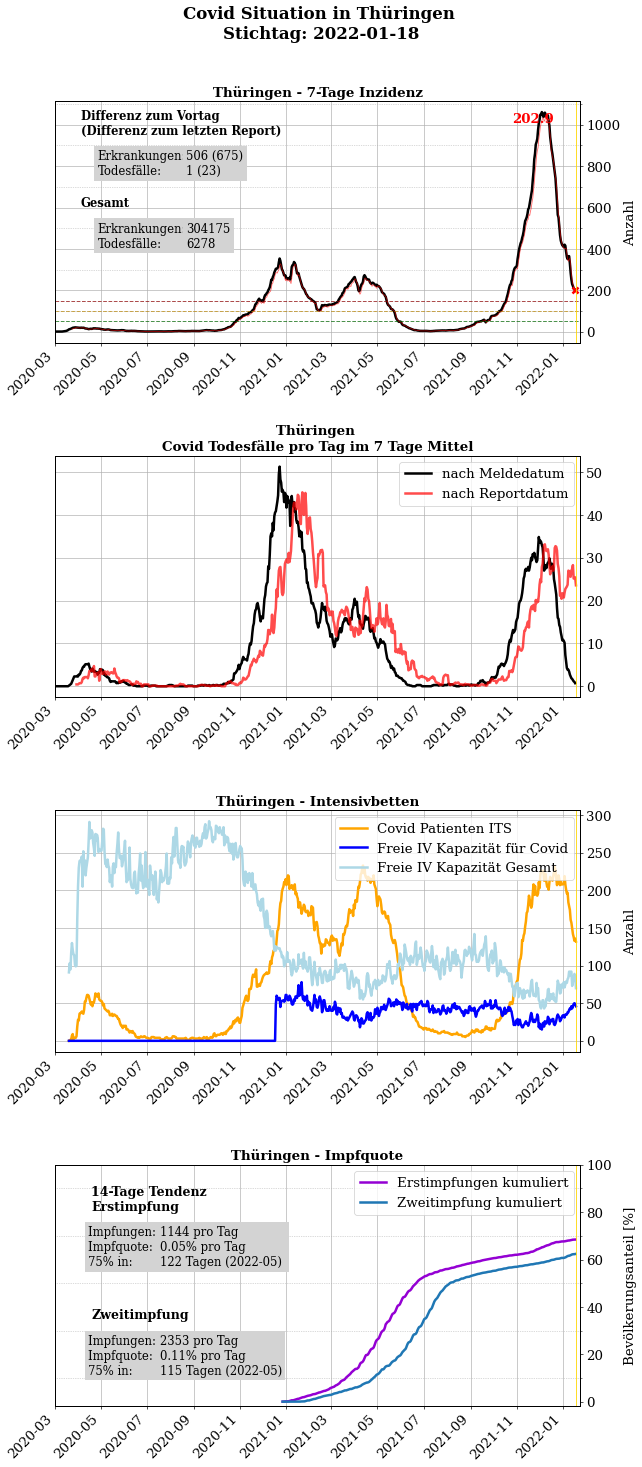 Covid Situation in Thüringen
Stichtag: 2022-01-18
Thüringen - 7-Tage Inzidenz
Differenz zum Vortag
(Differenz zum letzten Report)
Erkrankungen 506 (675)
Todesfälle: 1 (23)
Gesamt
Erkrankungen 304175
Todesfälle: 6278
202.9
1000
800
600
400
200
0
Anzahl
2020-03 2020-05 2020-07 2020-09 2020-11 2021-01 2021-03 2021-05 2021-07 2021-09 2021-11 2022-01
Thüringen
Covid Todesfälle pro Tag im 7 Tage Mittel
nach Meldedatum
nach Reportdatum
50
40
30
20
10
0
2020-03 2020-05 2020-07 2020-09 2020-11 2021-01 2021-03 2021-05 2021-07 2021-09 2021-11 2022-01
Thüringen - Intensivbetten
Covid Patienten ITS
Freie IV Kapazität für Covid
Freie IV Kapazität Gesamt
300
250
200
150
100
50
0
Anzahl
2020-03 2020-05 2020-07 2020-09 2020-11 2021-01 2021-03 2021-05 2021-07 2021-09 2021-11 2022-01
Thüringen - Impfquote
14-Tage Tendenz
Erstimpfung
Impfungen: 1144 pro Tag
Impfquote: 0.05% pro Tag
75% in: 122 Tagen (2022-05)
Zweitimpfung
Impfungen: 2353 pro Tag
Impfquote: 0.11% pro Tag
75% in: 115 Tagen (2022-05)
Erstimpfungen kumuliert
Zweitimpfung kumuliert
100
80
60
40
20
0
Bevölkerungsanteil [%]
2020-03 2020-05 2020-07 2020-09 2020-11 2021-01 2021-03 2021-05 2021-07 2021-09 2021-11 2022-01